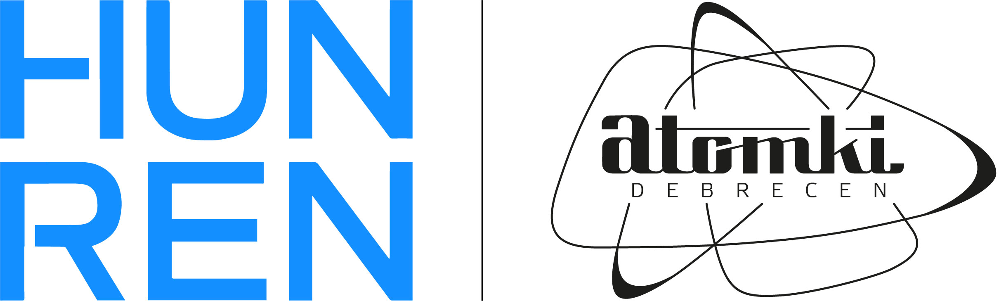 HUN
REN
atomki
DEBRECEN